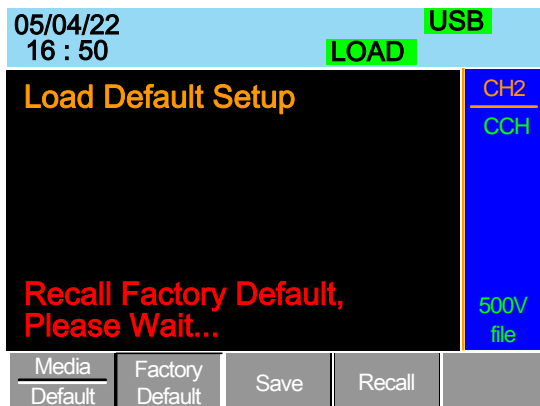 05/04/22
16 : 50
USB
LOAD
Load Default Setup
CH2
CCH
Recall Factory Default,
Please Wait...
500V
file
Media
Default
Factory
Default
Save
Recall